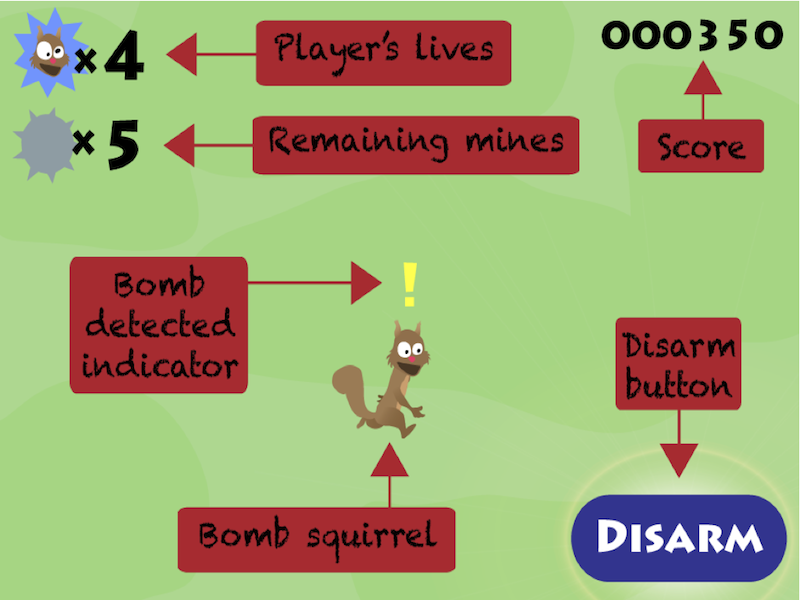 ×4
Player's lives
000350
×5
Remaining mines
Score
Bomb
detected
indicator
!
Disarm
button
Bomb squirrel
DISARM